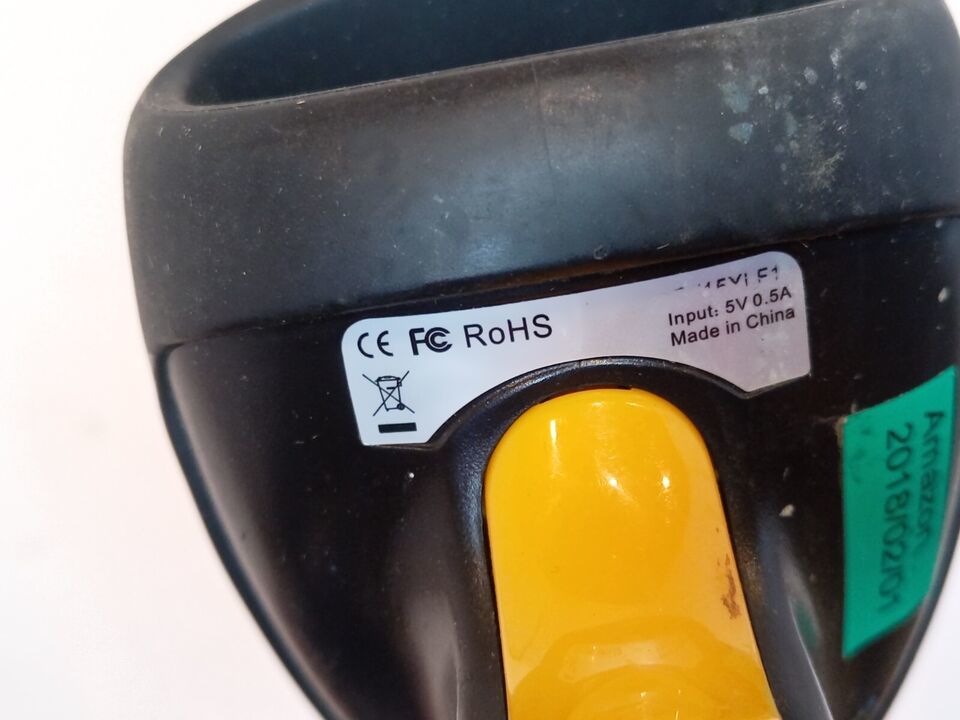 CE FC RoHS
Input: 5V 0.5A
Made in China
Amazon
2018/02/01